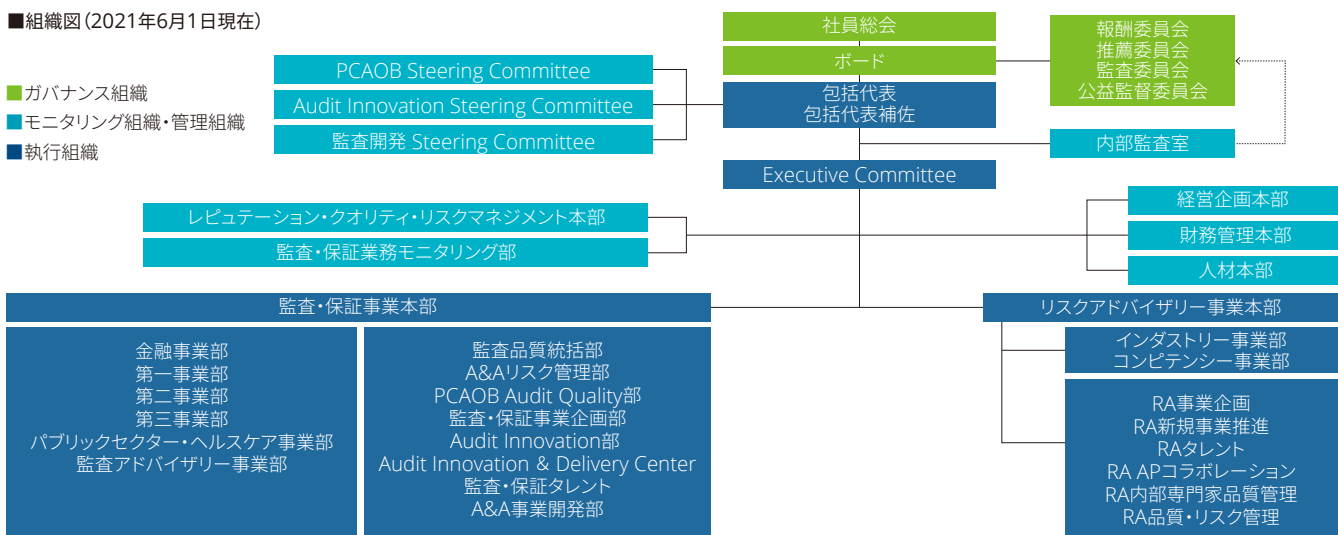 ■組織図(2021年6月1日現在)
■ガバナンス組織
■モニタリング組織・管理組織
■執行組織
社員総会
ボード
報酬委員会
推薦委員会
監査委員会
公益監督委員会
PCAOB Steering Committee
Audit Innovation Steering Committee
監査開発 Steering Committee
包括代表
包括代表補佐
内部監査室
Executive Committee
レピュテーション・クオリティ・リスクマネジメント本部
監査・保証業務モニタリング部
経営企画本部
財務管理本部
人材本部
監査・保証事業本部
金融事業部
第一事業部
第二事業部
第三事業部
パブリックセクター・ヘルスケア事業部
監査アドバイザリー事業部
監査品質統括部
A&Aリスク管理部
PCAOB Audit Quality部
監査・保証事業企画部
Audit Innovation部
Audit Innovation & Delivery Center
監査・保証タレント
A&A事業開発部
リスクアドバイザリー事業本部
インダストリー事業部
コンピテンシー事業部
RA事業企画
RA新規事業推進
RAタレント
RA APコラボレーション
RA内部専門家品質管理
RA品質・リスク管理